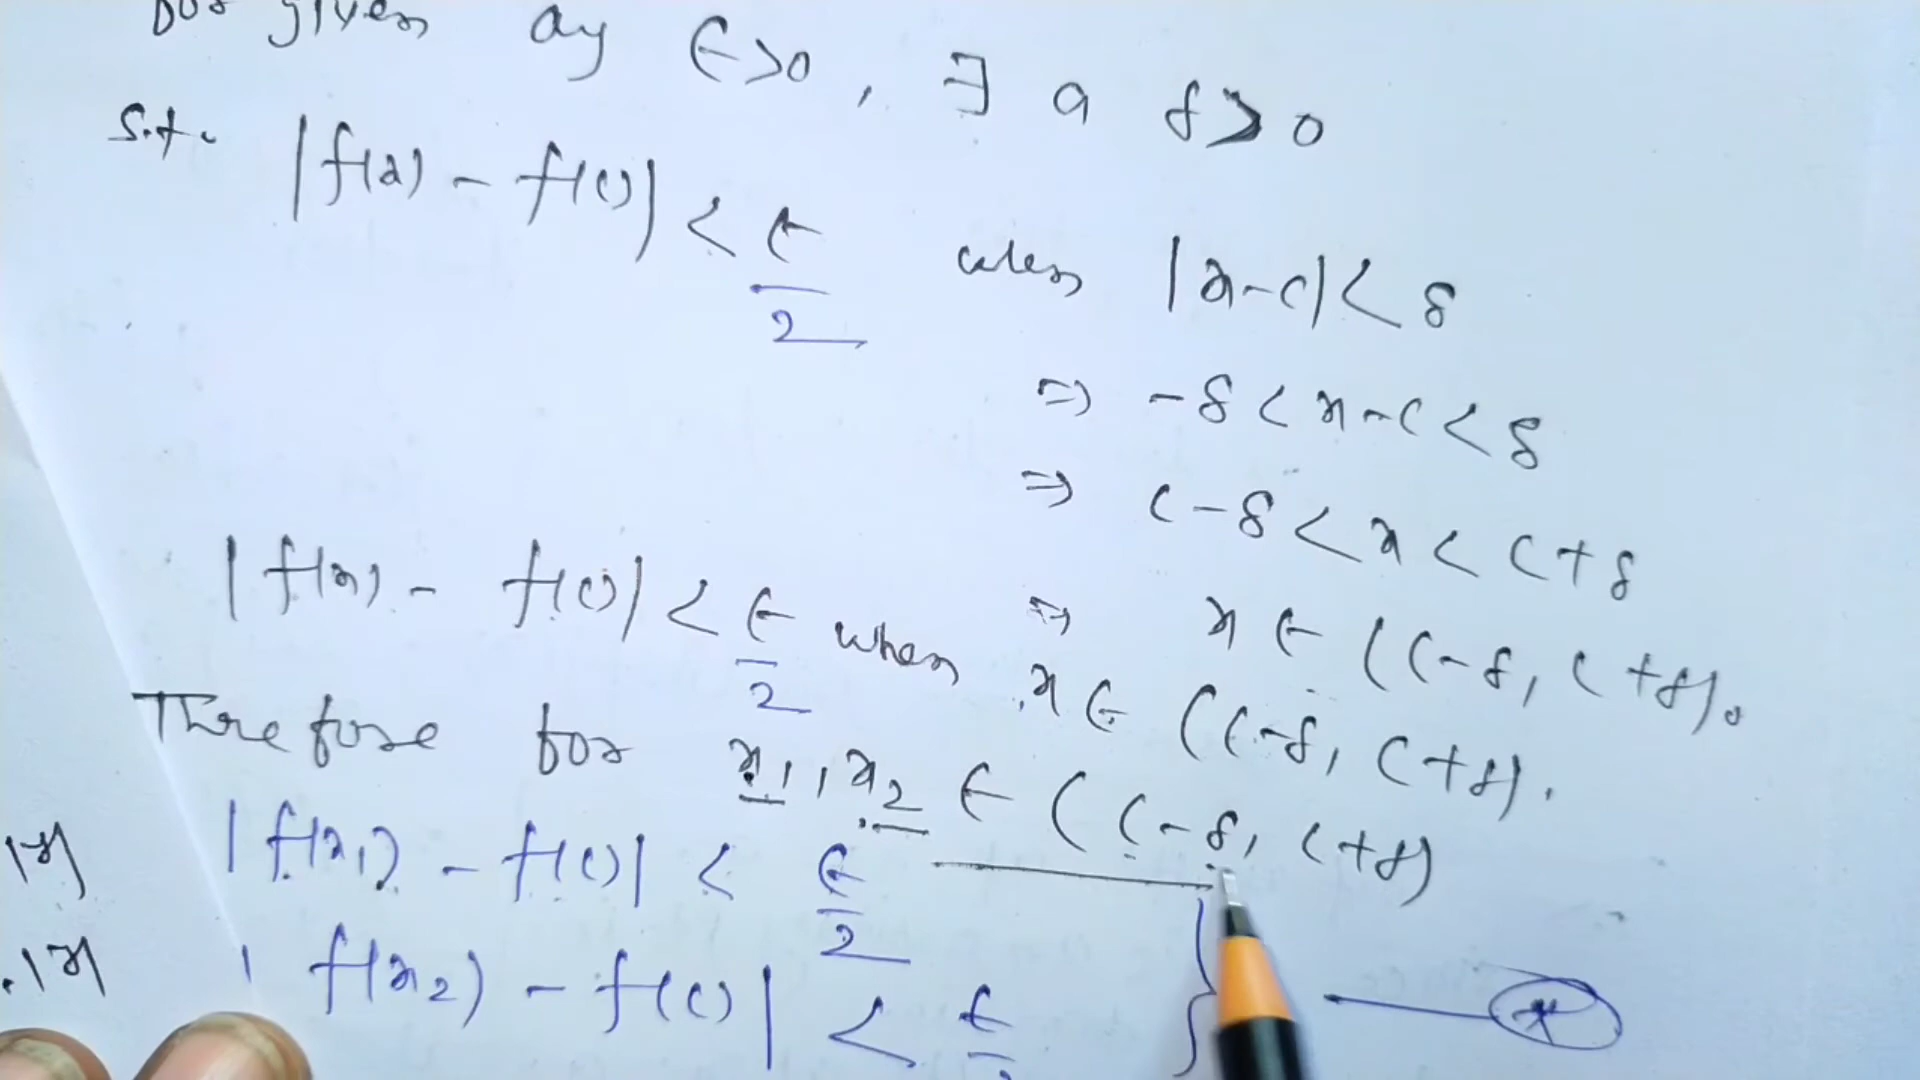 for given any ϵ>0, ∃ a δ>0
s.t. |f(x) - f(c)| < ϵ/2 when |x-c| < δ
⇒ -δ < x-c < δ
⇒ c-δ < x < c+δ
⇒ x ∈ (c-δ, c+δ).
|f(x) - f(c)| < ϵ/2 when x ∈ (c-δ, c+δ).
Therefore for x₁, x₂ ∈ (c-δ, c+δ)
|f(x₁) - f(c)| < ϵ/2
|f(x₂) - f(c)| < ϵ
*